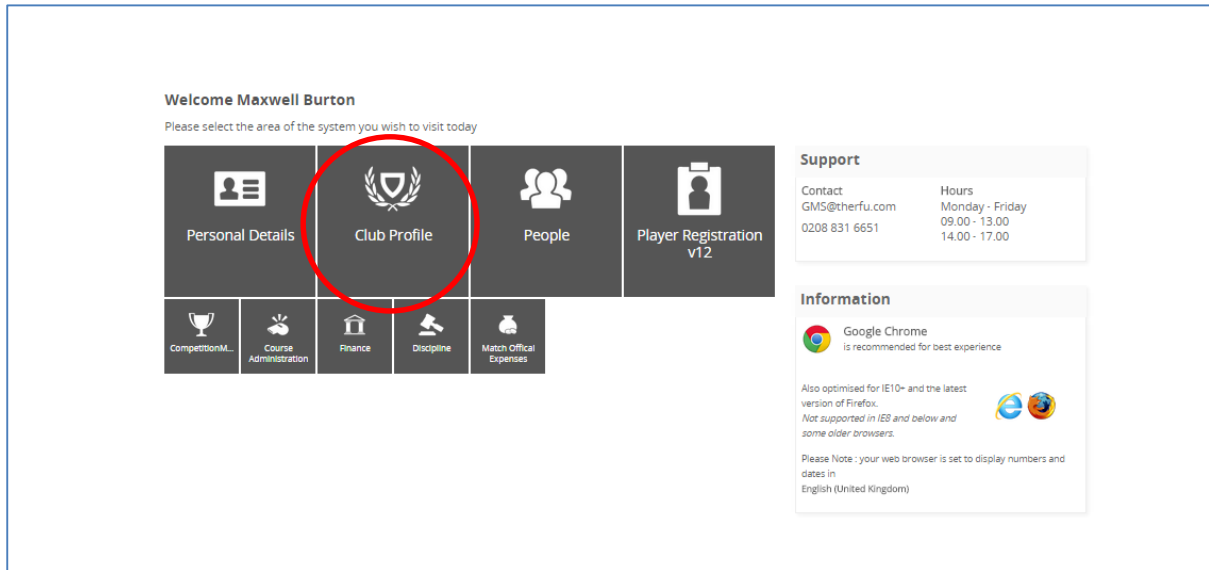 Welcome Maxwell Burton
Please select the area of the system you wish to visit today
Personal Details
Club Profile
People
Player Registration
v12
CompetitionM...
Course
Administration
Finance
Discipline
Match Offical
Expenses
Support
Contact
GMS@therfu.com
0208 831 6651
Hours
Monday - Friday
09.00 - 13.00
14.00 - 17.00
Information
Google Chrome
is recommended for best experience
Also optimised for IE10+ and the latest
version of Firefox.
Not supported in IE8 and below and
some older browsers.
Please Note : your web browser is set to display numbers and
dates in
English (United Kingdom)